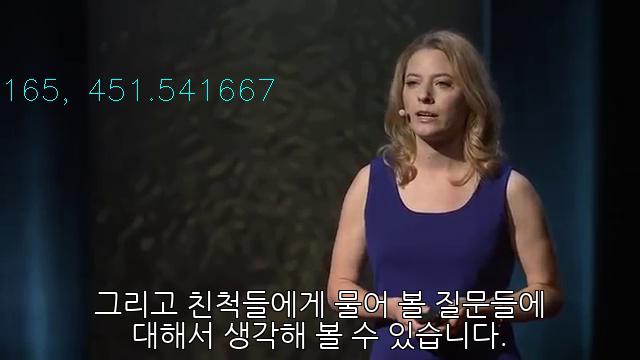 165, 451.541667
그리고 친척들에게 물어 볼 질문들에
대해서 생각해 볼 수 있습니다.